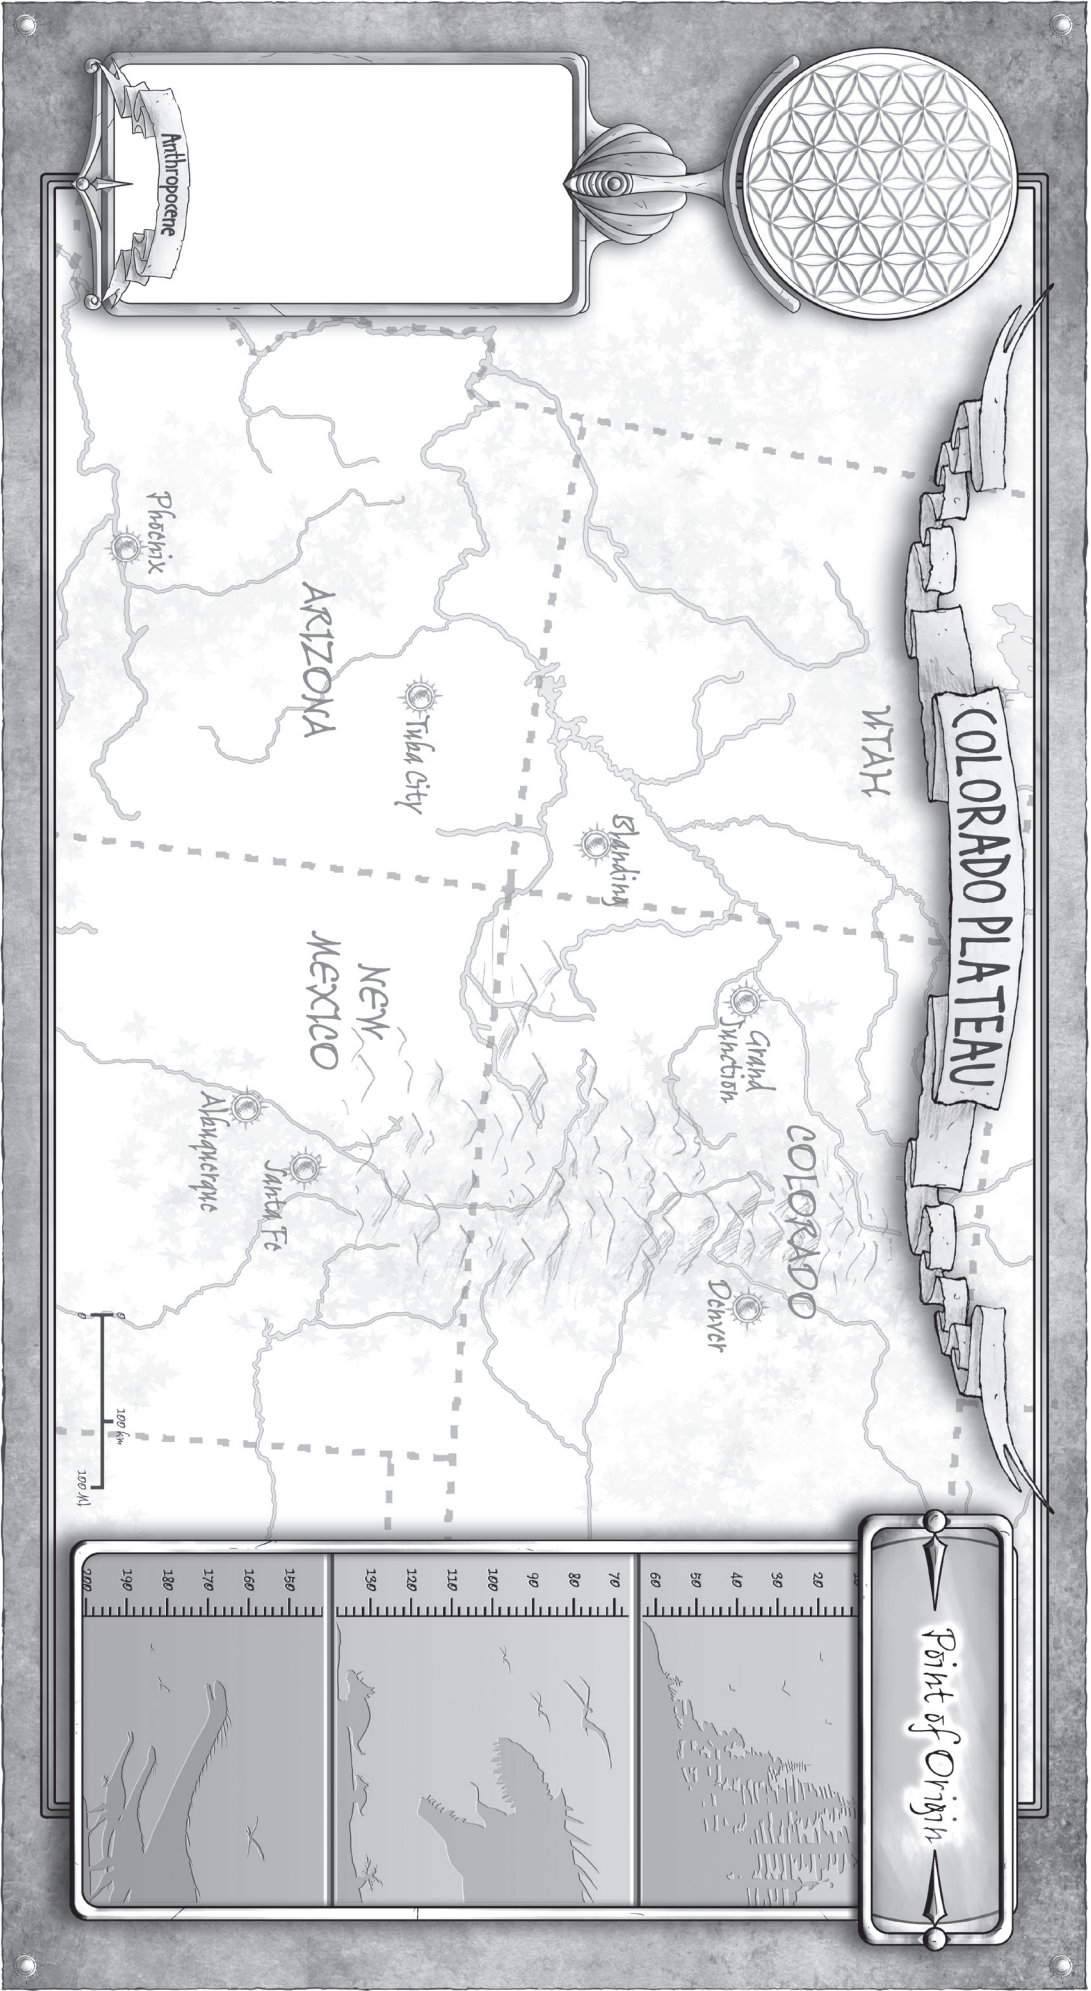 COLORADO PLATEAU
Anthropocene
UTAH
COLORADO
Denver
Grand
Junction
Blanding
Tuba City
ARIZONA
Phoenix
NEW
MEXICO
Santa Fe
Albuquerque
0
0
100 km
100 MI
Point of Origin
10
20
30
40
50
60
70
80
90
100
110
120
130
150
160
170
180
190
200